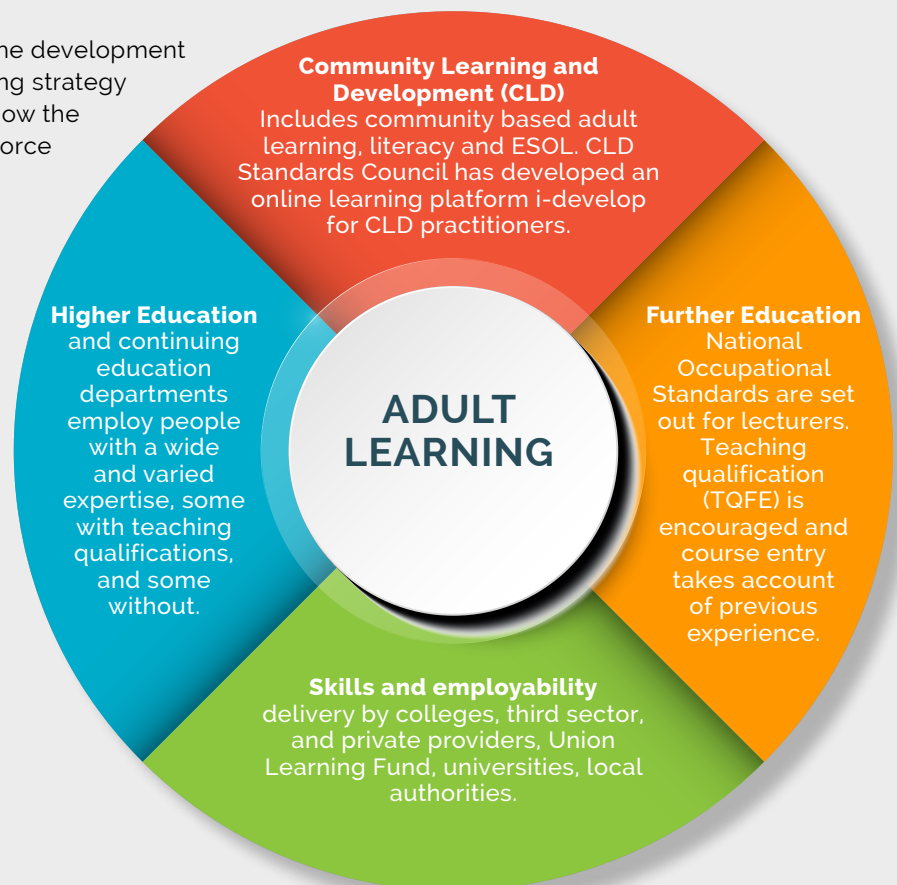 ne development
ng strategy
ow the
orce
Community Learning and
Development (CLD)
Includes community based adult
learning, literacy and ESOL. CLD
Standards Council has developed an
online learning platform i-develop
for CLD practitioners.
Higher Education
and continuing
education
departments
employ people
with a wide
and varied
expertise, some
with teaching
qualifications,
and some
without.
ADULT
LEARNING
Further Education
National
Occupational
Standards are set
out for lecturers.
Teaching
qualification
(TQFE) is
encouraged and
course entry
takes account
of previous
experience.
Skills and employability
delivery by colleges, third sector,
and private providers, Union
Learning Fund, universities, local
authorities.